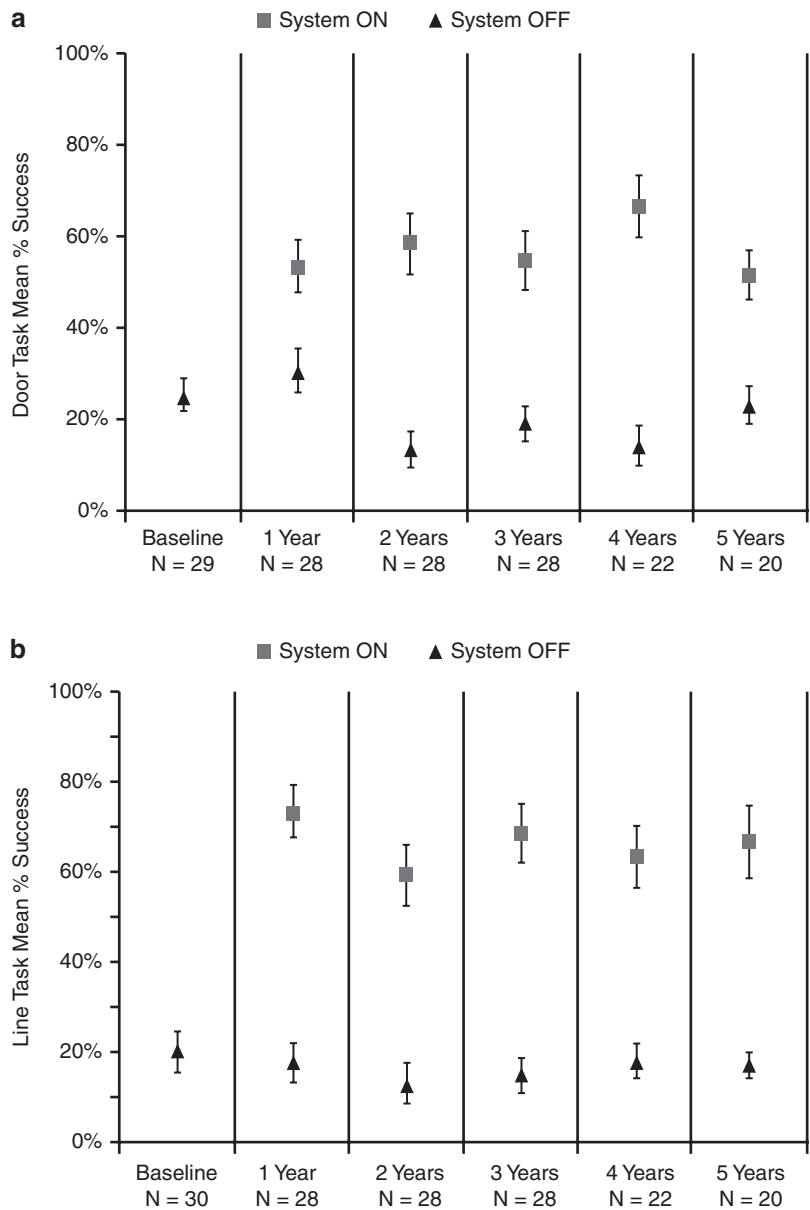 a
System ON System OFF
100%
80%
60%
40%
20%
0%
Door Task Mean % Success
Baseline 1 Year 2 Years 3 Years 4 Years 5 Years
N = 29 N = 28 N = 28 N = 28 N = 22 N = 20
b
System ON System OFF
100%
80%
60%
40%
20%
0%
Line Task Mean % Success
Baseline 1 Year 2 Years 3 Years 4 Years 5 Years
N = 30 N = 28 N = 28 N = 28 N = 22 N = 20